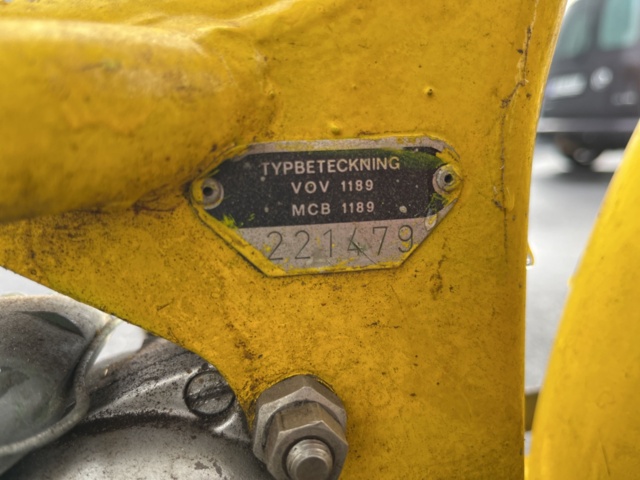 TYPBETECKNING
VOV 1189
MCB 1189
221479